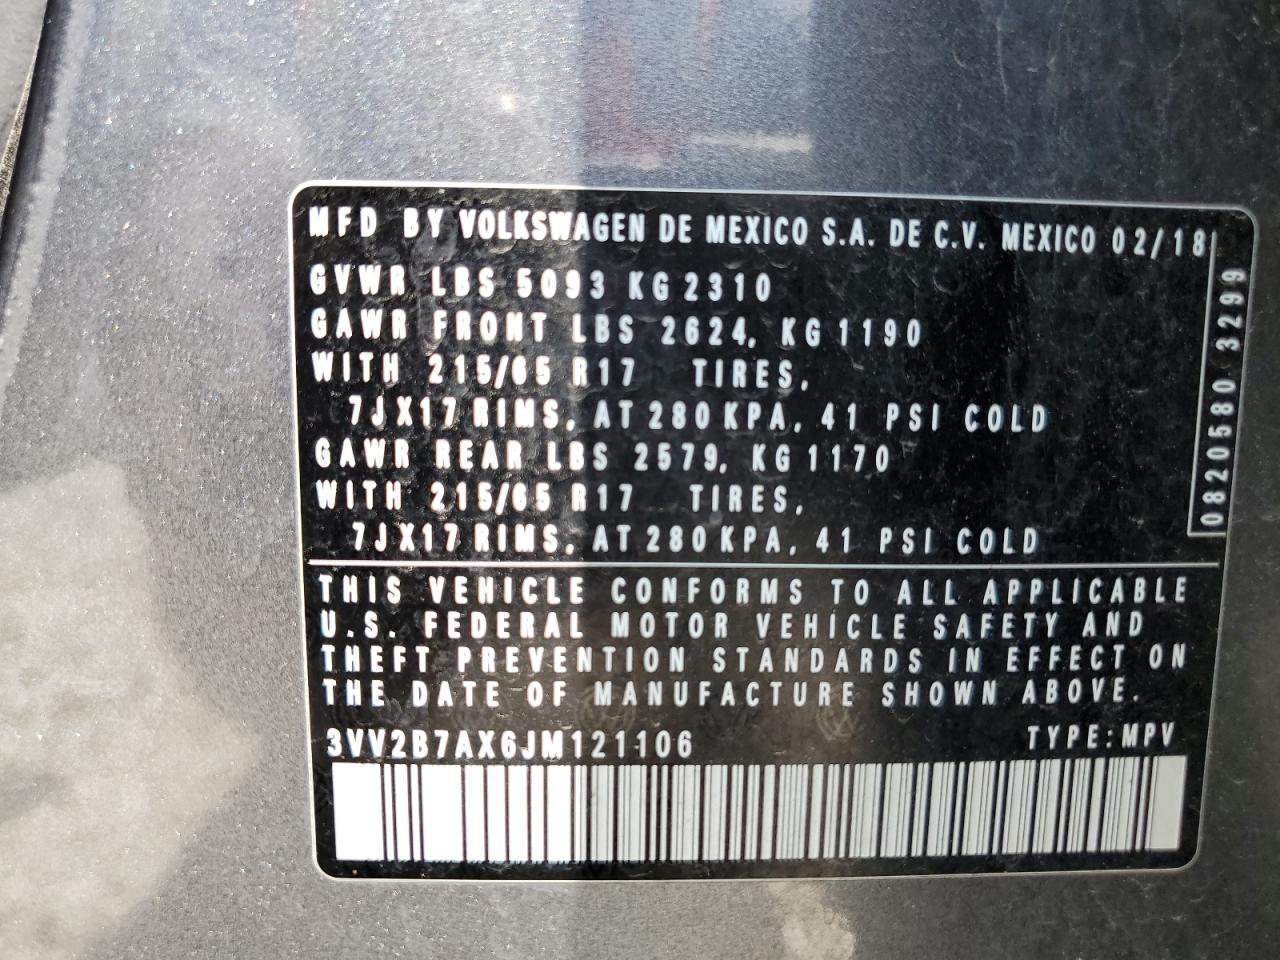 MFD BY VOLKSWAGEN DE MEXICO S.A. DE C.V. MEXICO 02/18
GVWR LBS 5093 KG 2310
GAWR FRONT LBS 2624, KG 1190
WITH 215/65 R17 TIRES,
7JX17 RIMS, AT 280 KPA, 41 PSI COLD
GAWR REAR LBS 2579, KG 1170
WITH 215/65 R17 TIRES,
7JX17 RIMS, AT 280 KPA, 41 PSI COLD
0820580 3299
THIS VEHICLE CONFORMS TO ALL APPLICABLE
U.S. FEDERAL MOTOR VEHICLE SAFETY AND
THEFT PREVENTION STANDARDS IN EFFECT ON
THE DATE OF MANUFACTURE SHOWN ABOVE.
3VV2B7AX6JM121106 TYPE:MPV